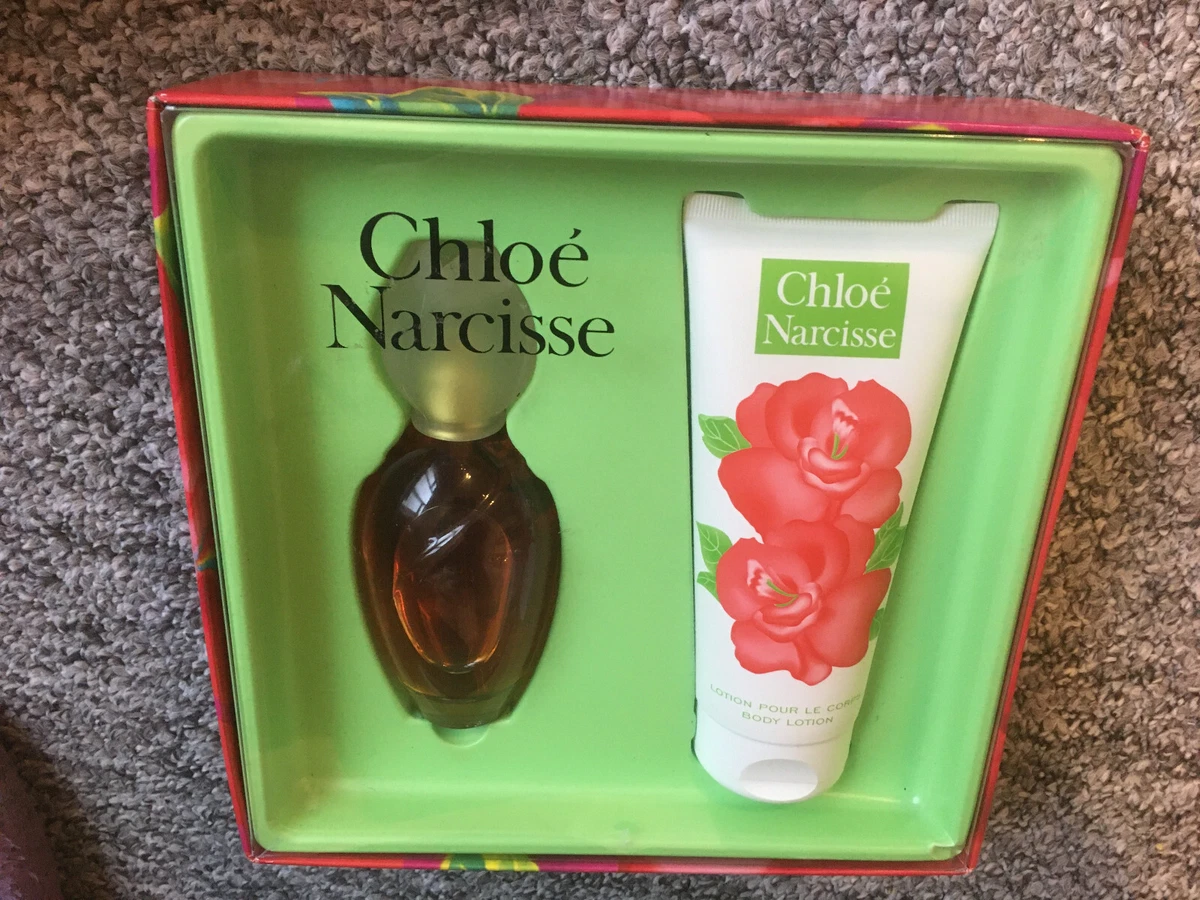 Chloé
Narcisse
Chloé
Narcisse
LOTION POUR LE CORPS
BODY LOTION